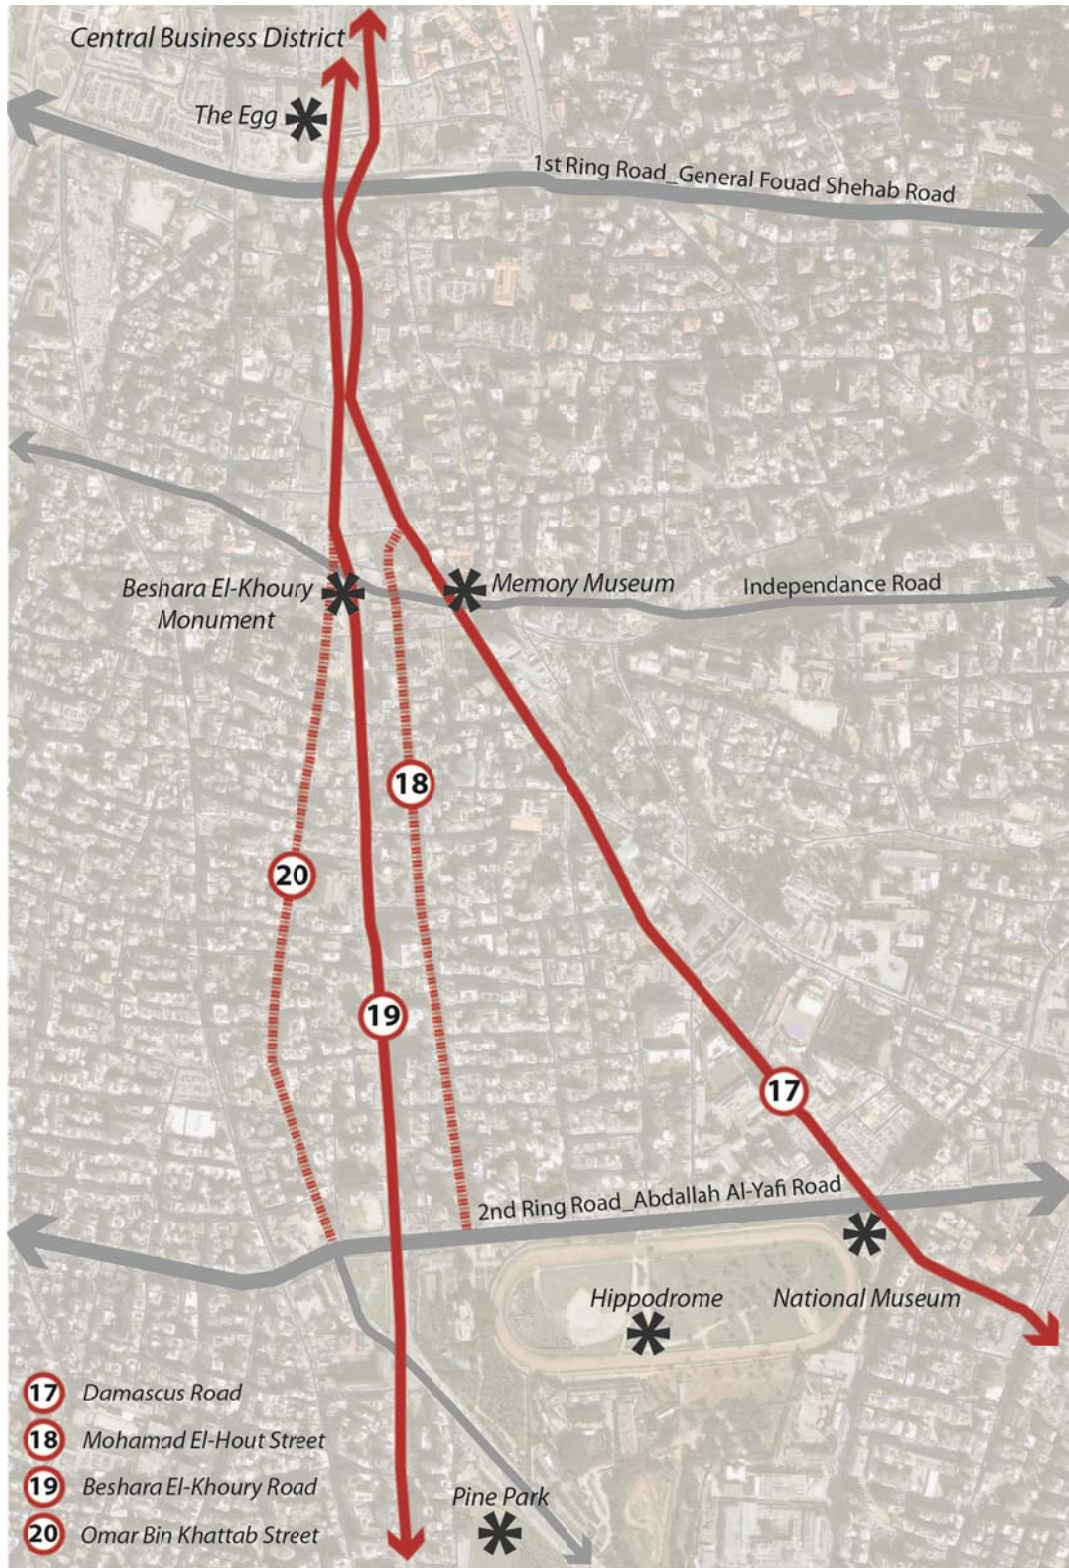 Central Business District
The Egg
1st Ring Road_General Fouad Shehab Road
Beshara El-Khoury
Monument
Memory Museum
Independance Road
18
20
19
17
2nd Ring Road_Abdallah Al-Yafi Road
Hippodrome
National Museum
17 Damascus Road
18 Mohamad El-Hout Street
19 Beshara El-Khoury Road
20 Omar Bin Khattab Street
Pine Park